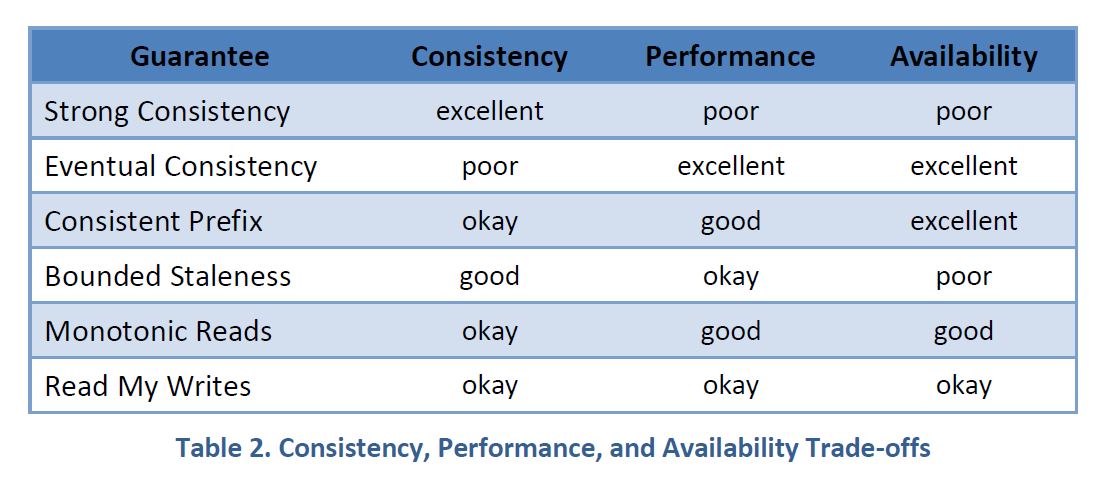 Guarantee Consistency Performance Availability
Strong Consistency excellent poor poor
Eventual Consistency poor excellent excellent
Consistent Prefix okay good excellent
Bounded Staleness good okay poor
Monotonic Reads okay good good
Read My Writes okay okay okay
Table 2. Consistency, Performance, and Availability Trade-offs